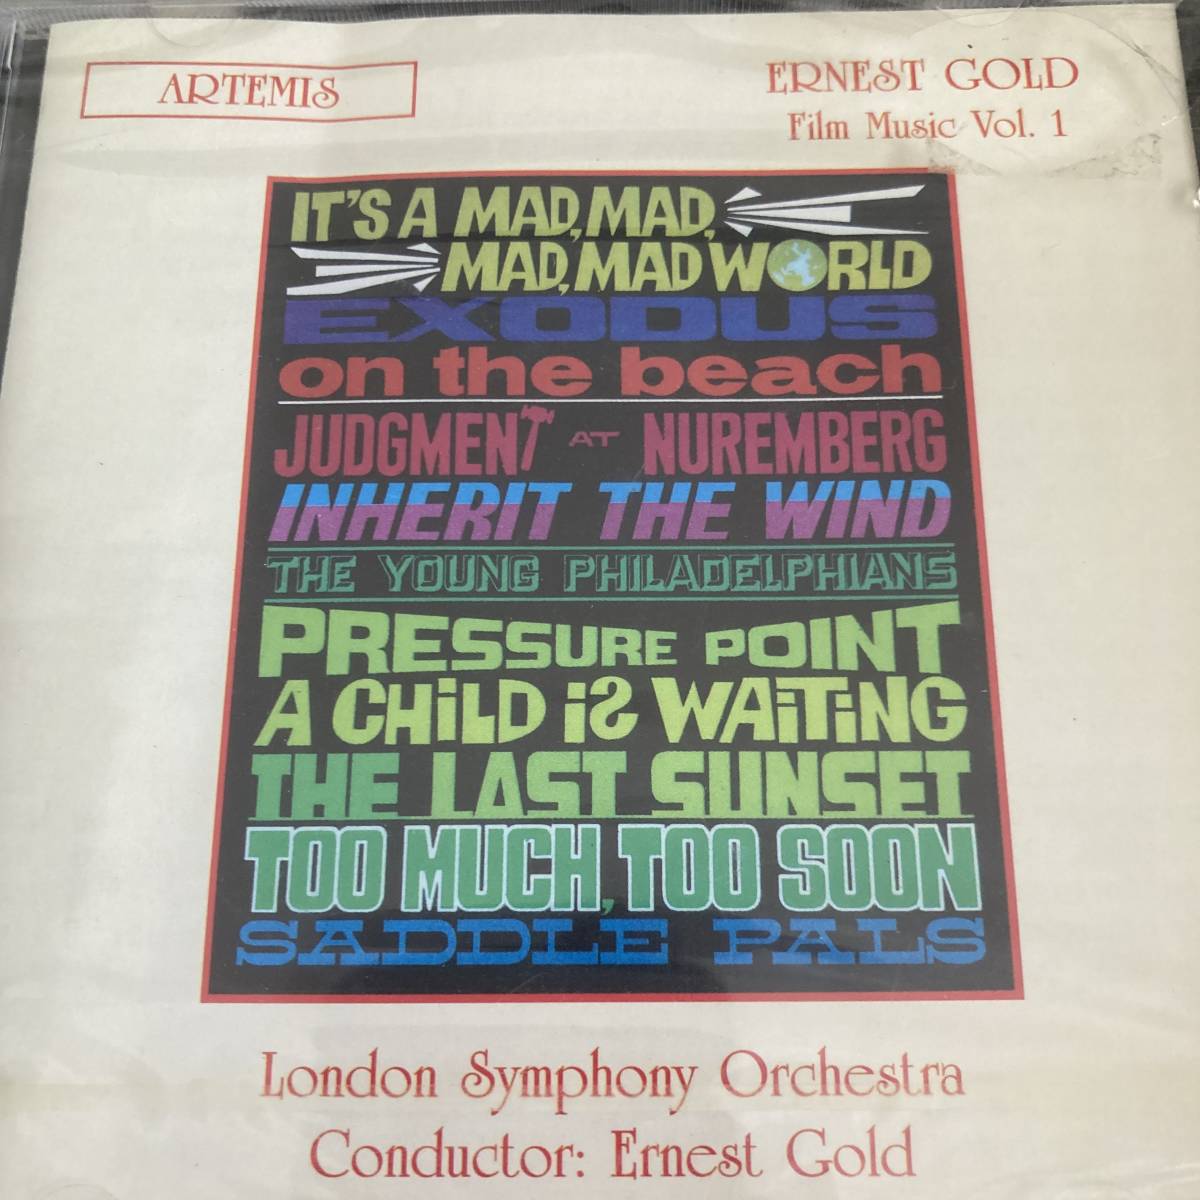 ARTEMIS
ERNEST GOLD
Film Music Vol. 1
IT'S A MAD, MAD,
MAD, MAD WORLD
EXODUS
on the beach
JUDGMENT AT NUREMBERG
INHERIT THE WIND
THE YOUNG PHILADELPHIANS
PRESSURE POINT
A CHiLD iS WAiTiNG
THE LAST SUNSET
TOO MUCH, TOO SOON
SADDLE PALS
London Symphony Orchestra
Conductor: Ernest Gold